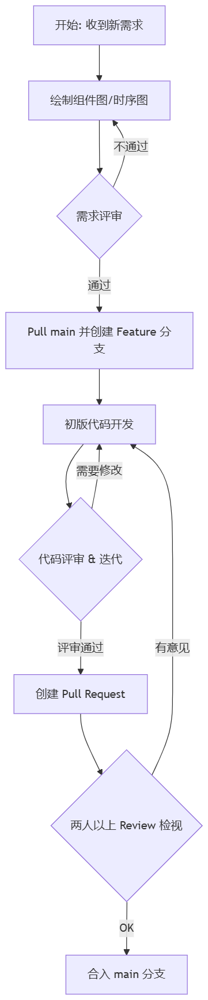 开始: 收到新需求
绘制组件图/时序图
不通过
需求评审
通过
Pull main 并创建 Feature 分
支
初版代码开发
需要修改
代码评审 & 迭代
评审通过
有意见
创建 Pull Request
两人以上 Review 检视
OK
合入 main 分支